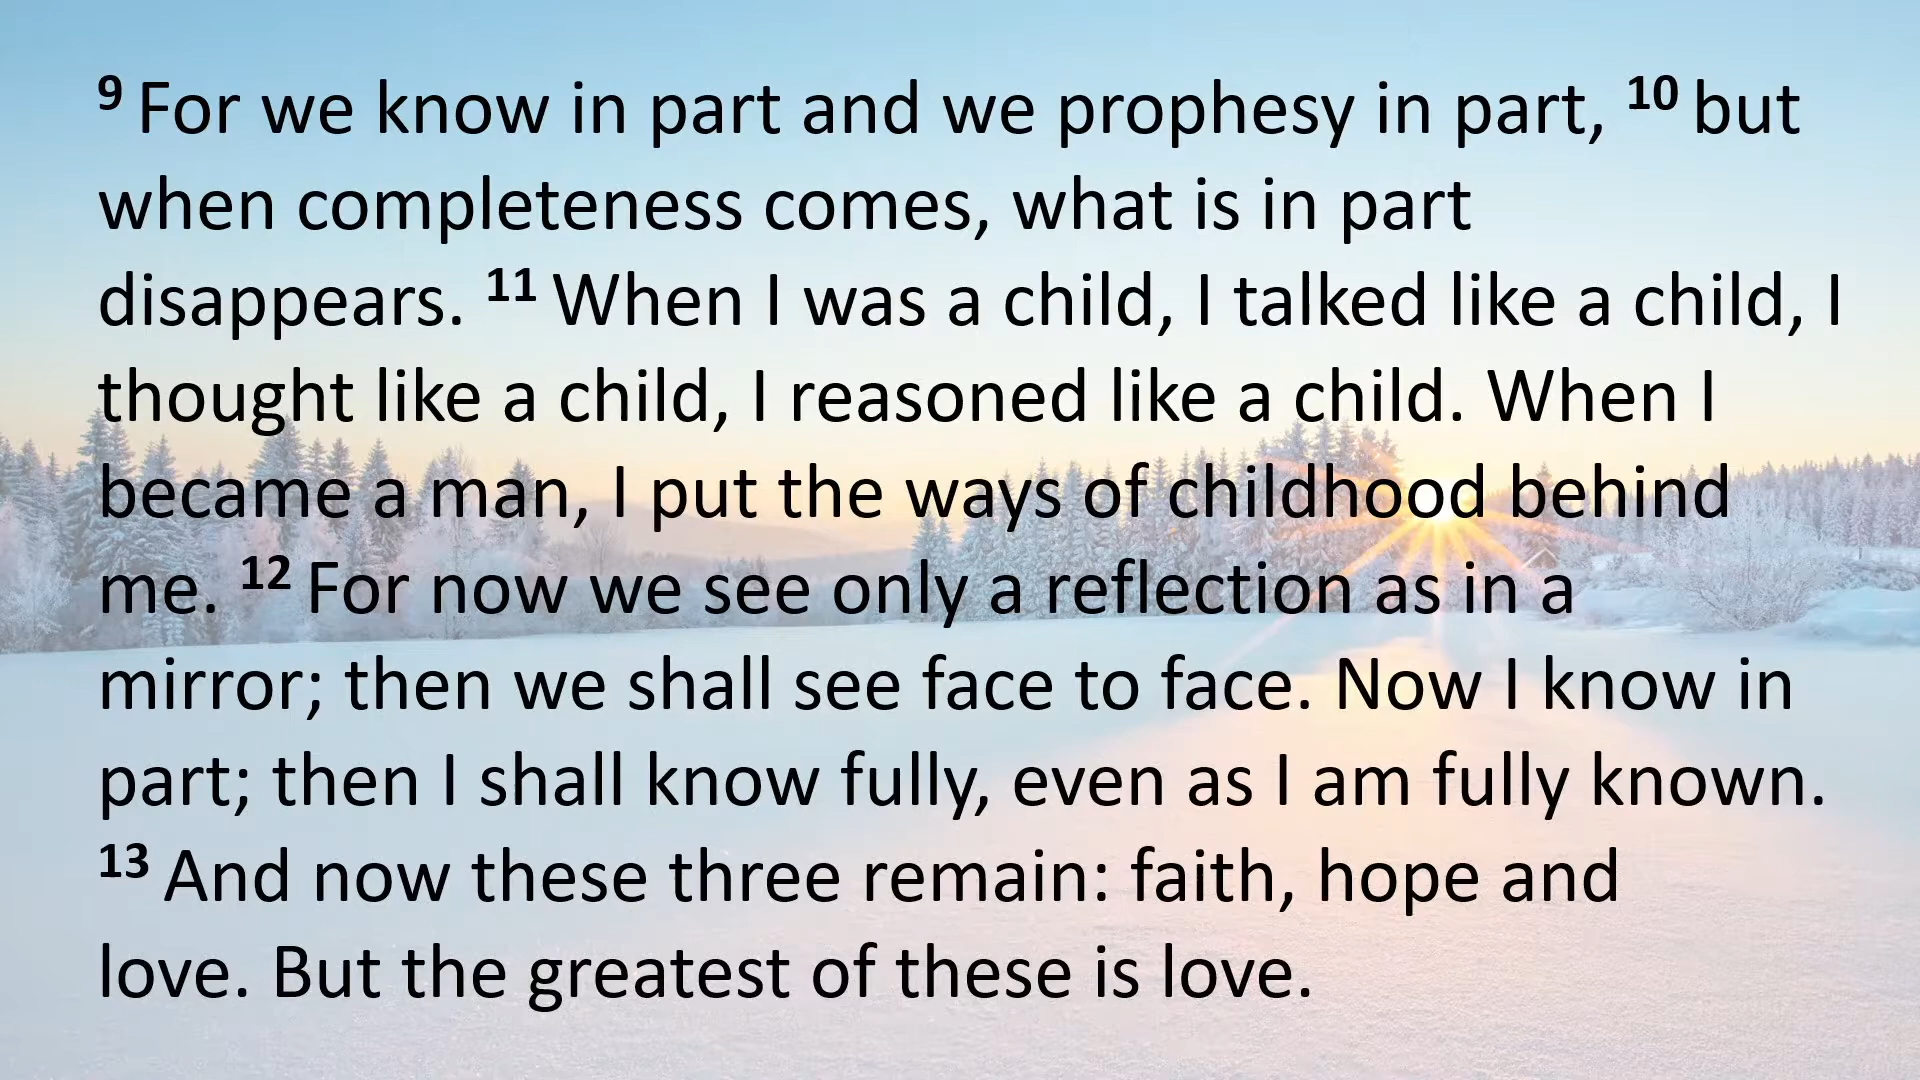 9 For we know in part and we prophesy in part, 10 but
when completeness comes, what is in part
disappears. 11 When I was a child, I talked like a child, I
thought like a child, I reasoned like a child. When I
became a man, I put the ways of childhood behind
me. 12 For now we see only a reflection as in a
mirror; then we shall see face to face. Now I know in
part; then I shall know fully, even as I am fully known.
13 And now these three remain: faith, hope and
love. But the greatest of these is love.